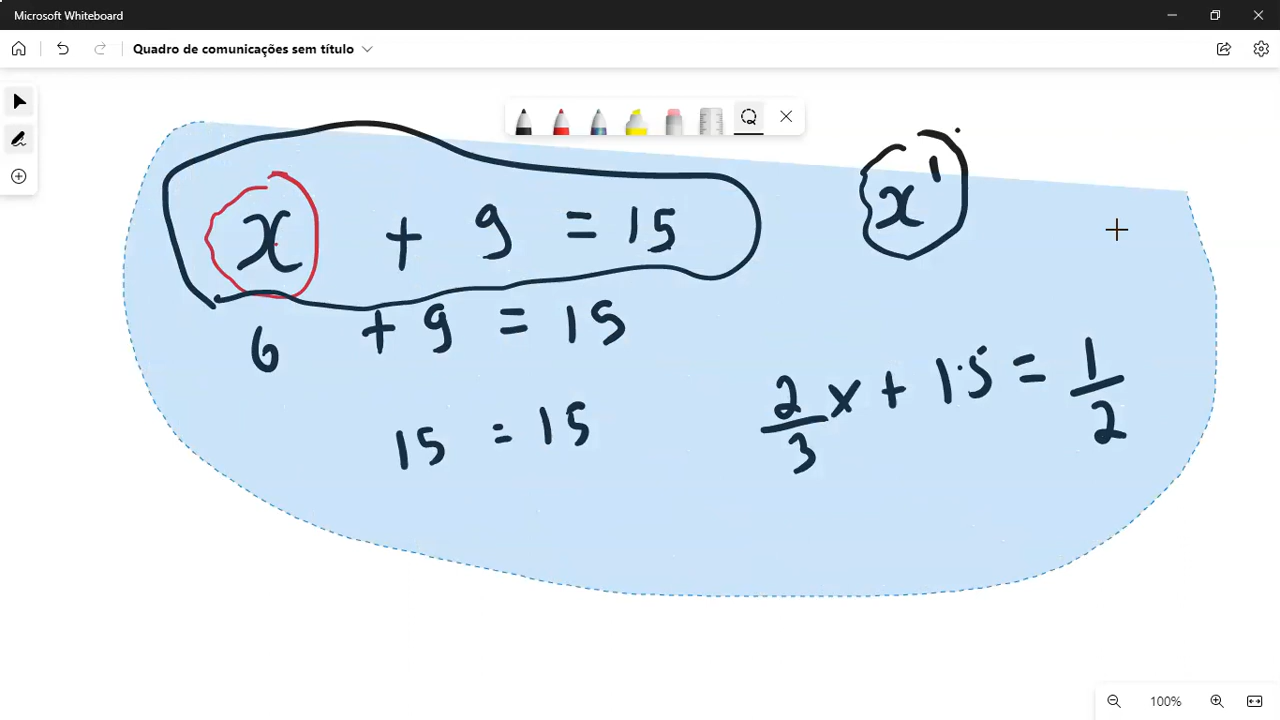 Microsoft Whiteboard
Quadro de comunicações sem título
x + 9 = 15
x¹
6 + 9 = 15
2/3 x + 1.5 = 1/2
15 = 15
100%